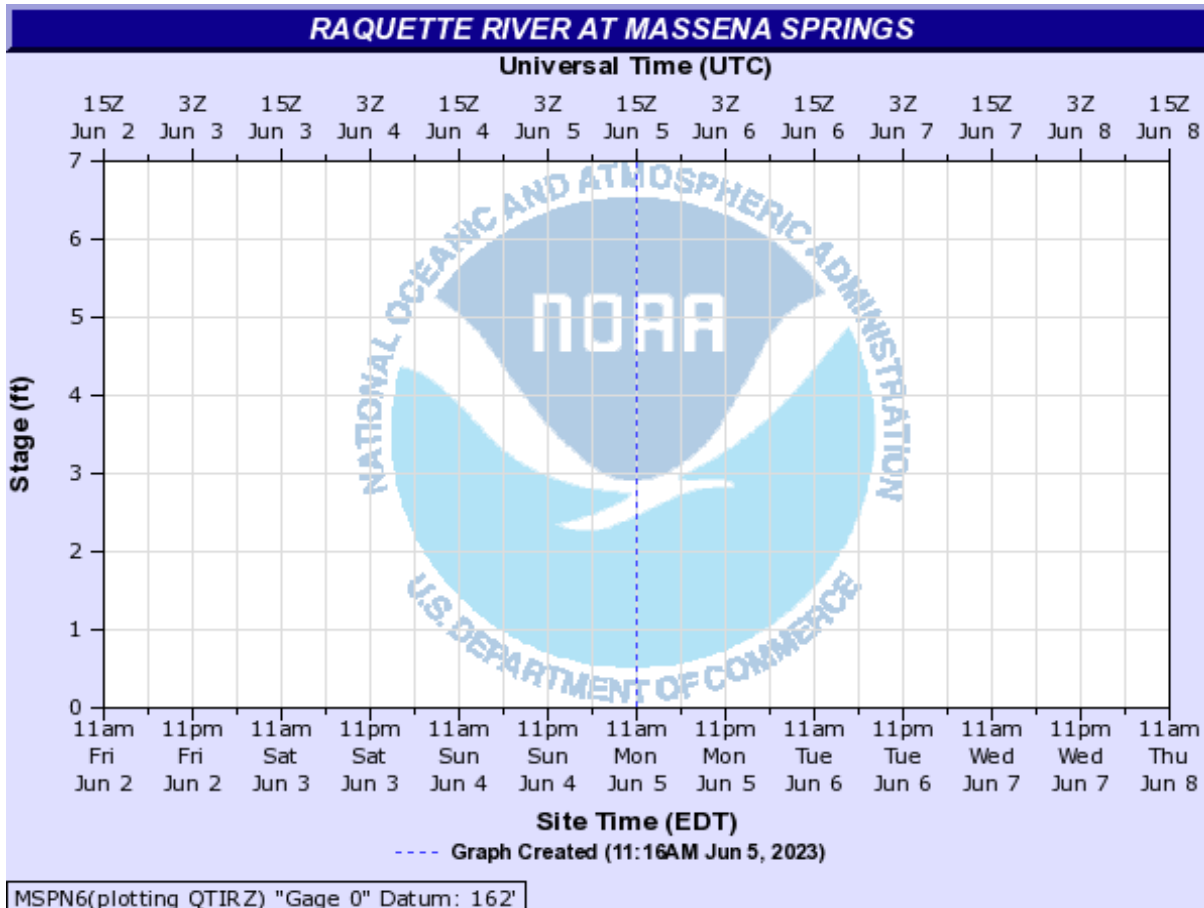 RAQUETTE RIVER AT MASSENA SPRINGS
Universal Time (UTC)
15Z 3Z 15Z 3Z 15Z 3Z 15Z 3Z 15Z 3Z 15Z 3Z 15Z
Jun 2 Jun 3 Jun 3 Jun 4 Jun 4 Jun 5 Jun 5 Jun 6 Jun 6 Jun 7 Jun 7 Jun 8 Jun 8
7
6
5
4
3
2
1
0
Stage (ft)
NATIONAL OCEANIC AND ATMOSPHERIC ADMINISTRATION
NOAA
U.S. DEPARTMENT OF COMMERCE
11am 11pm 11am 11pm 11am 11pm 11am 11pm 11am 11pm 11am 11pm 11am
Fri Fri Sat Sat Sun Sun Mon Mon Tue Tue Wed Wed Thu
Jun 2 Jun 2 Jun 3 Jun 3 Jun 4 Jun 4 Jun 5 Jun 5 Jun 6 Jun 6 Jun 7 Jun 7 Jun 8
Site Time (EDT)
---- Graph Created (11:16AM Jun 5, 2023)
MSPN6(plotting QTIRZ) "Gage 0" Datum: 162'